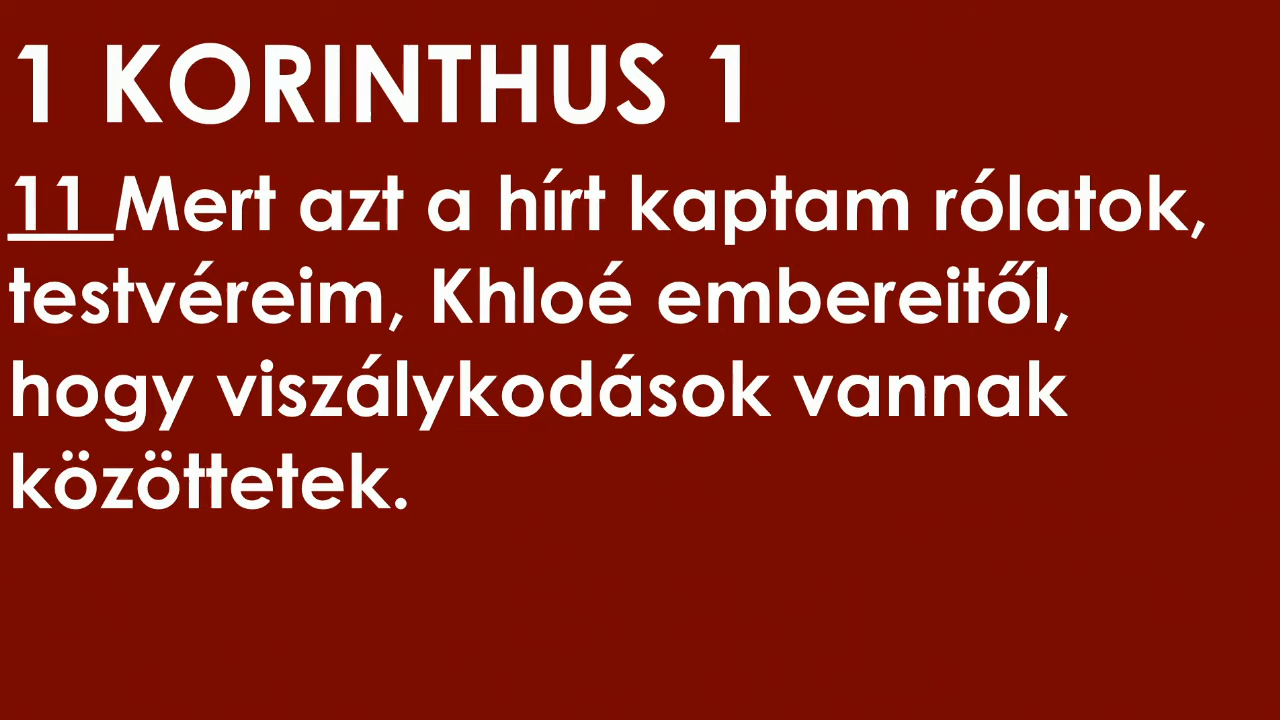 1 KORINTHUS 1
11 Mert azt a hírt kaptam rólatok,
testvéreim, Khloé embereitől,
hogy viszálykodások vannak
közöttetek.